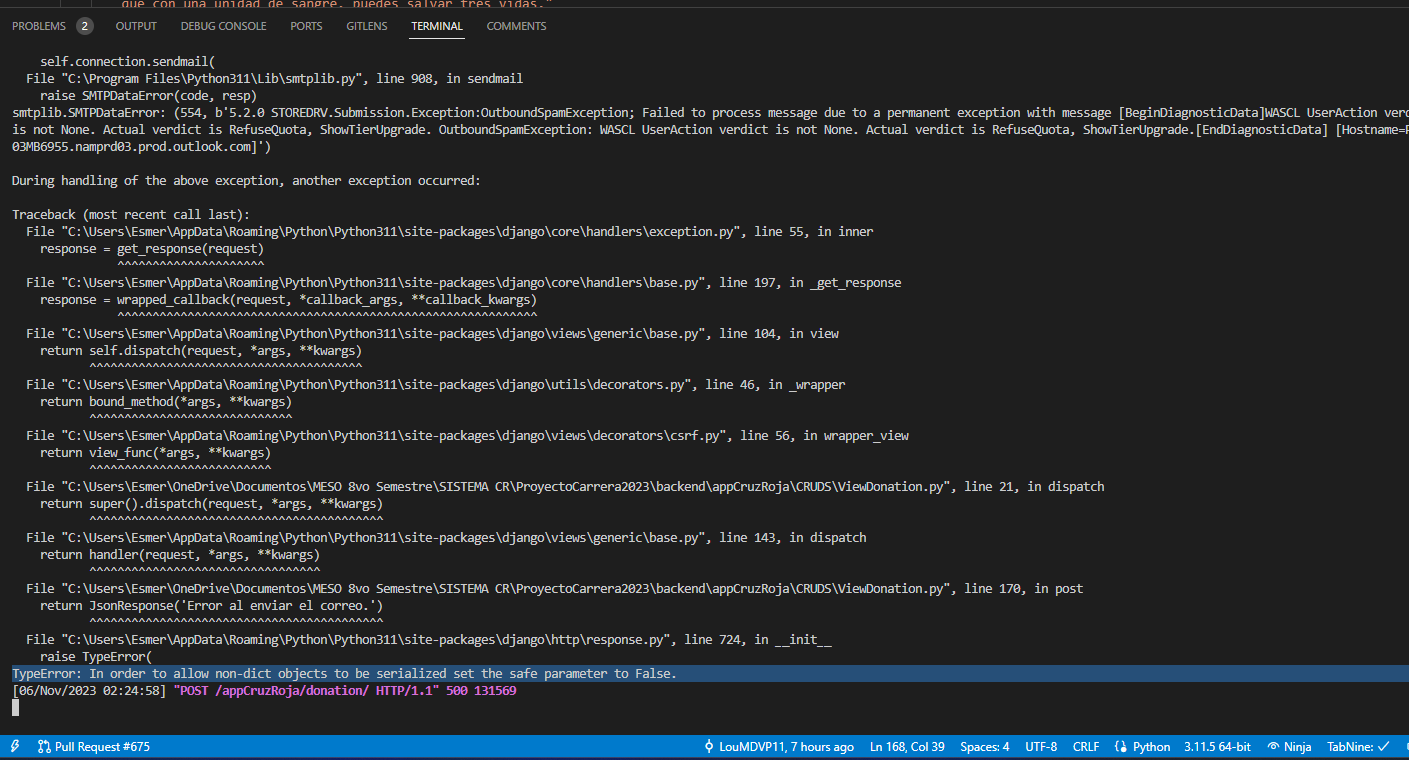 que con una unidad de sangre, puedes salvar tres vidas."
PROBLEMS 2 OUTPUT DEBUG CONSOLE PORTS GITLENS TERMINAL COMMENTS
self.connection.sendmail(
File "C:\Program Files\Python311\Lib\smtplib.py", line 908, in sendmail
raise SMTPDataError(code, resp)
smtplib.SMTPDataError: (554, b'5.2.0 STOREDRV.Submission.Exception:OutboundSpamException; Failed to process message due to a permanent exception with message [BeginDiagnosticData]WASCL UserAction verd
is not None. Actual verdict is RefuseQuota, ShowTierUpgrade. OutboundSpamException: WASCL UserAction verdict is not None. Actual verdict is RefuseQuota, ShowTierUpgrade.[EndDiagnosticData] [Hostname=
03MB6955.namprd03.prod.outlook.com]')
During handling of the above exception, another exception occurred:
Traceback (most recent call last):
File "C:\Users\Esmer\AppData\Roaming\Python\Python311\site-packages\django\core\handlers\exception.py", line 55, in inner
response = get_response(request)
^^^^^^^^^^^^^^^^^^^^^
File "C:\Users\Esmer\AppData\Roaming\Python\Python311\site-packages\django\core\handlers\base.py", line 197, in _get_response
response = wrapped_callback(request, *callback_args, **callback_kwargs)
^^^^^^^^^^^^^^^^^^^^^^^^^^^^^^^^^^^^^^^^^^^^^^^^^^^^^^^^^^^^
File "C:\Users\Esmer\AppData\Roaming\Python\Python311\site-packages\django\views\generic\base.py", line 104, in view
return self.dispatch(request, *args, **kwargs)
^^^^^^^^^^^^^^^^^^^^^^^^^^^^^^^^^^^^^^^
File "C:\Users\Esmer\AppData\Roaming\Python\Python311\site-packages\django\utils\decorators.py", line 46, in _wrapper
return bound_method(*args, **kwargs)
^^^^^^^^^^^^^^^^^^^^^^^^^^^^^
File "C:\Users\Esmer\AppData\Roaming\Python\Python311\site-packages\django\views\decorators\csrf.py", line 56, in wrapper_view
return view_func(*args, **kwargs)
^^^^^^^^^^^^^^^^^^^^^^^^^^
File "C:\Users\Esmer\OneDrive\Documentos\MESO 8vo Semestre\SISTEMA CR\ProyectoCarrera2023\backend\appCruzRoja\CRUDS\ViewDonation.py", line 21, in dispatch
return super().dispatch(request, *args, **kwargs)
^^^^^^^^^^^^^^^^^^^^^^^^^^^^^^^^^^^^^^^^^^
File "C:\Users\Esmer\AppData\Roaming\Python\Python311\site-packages\django\views\generic\base.py", line 143, in dispatch
return handler(request, *args, **kwargs)
^^^^^^^^^^^^^^^^^^^^^^^^^^^^^^^^^
File "C:\Users\Esmer\OneDrive\Documentos\MESO 8vo Semestre\SISTEMA CR\ProyectoCarrera2023\backend\appCruzRoja\CRUDS\ViewDonation.py", line 170, in post
return JsonResponse('Error al enviar el correo.')
^^^^^^^^^^^^^^^^^^^^^^^^^^^^^^^^^^^^^^^^^^
File "C:\Users\Esmer\AppData\Roaming\Python\Python311\site-packages\django\http\response.py", line 724, in __init__
raise TypeError(
TypeError: In order to allow non-dict objects to be serialized set the safe parameter to False.
[06/Nov/2023 02:24:58] "POST /appCruzRoja/donation/ HTTP/1.1" 500 131569
Pull Request #675 LouMDVP11, 7 hours ago Ln 168, Col 39 Spaces: 4 UTF-8 CRLF Python 3.11.5 64-bit Ninja TabNine: ✓